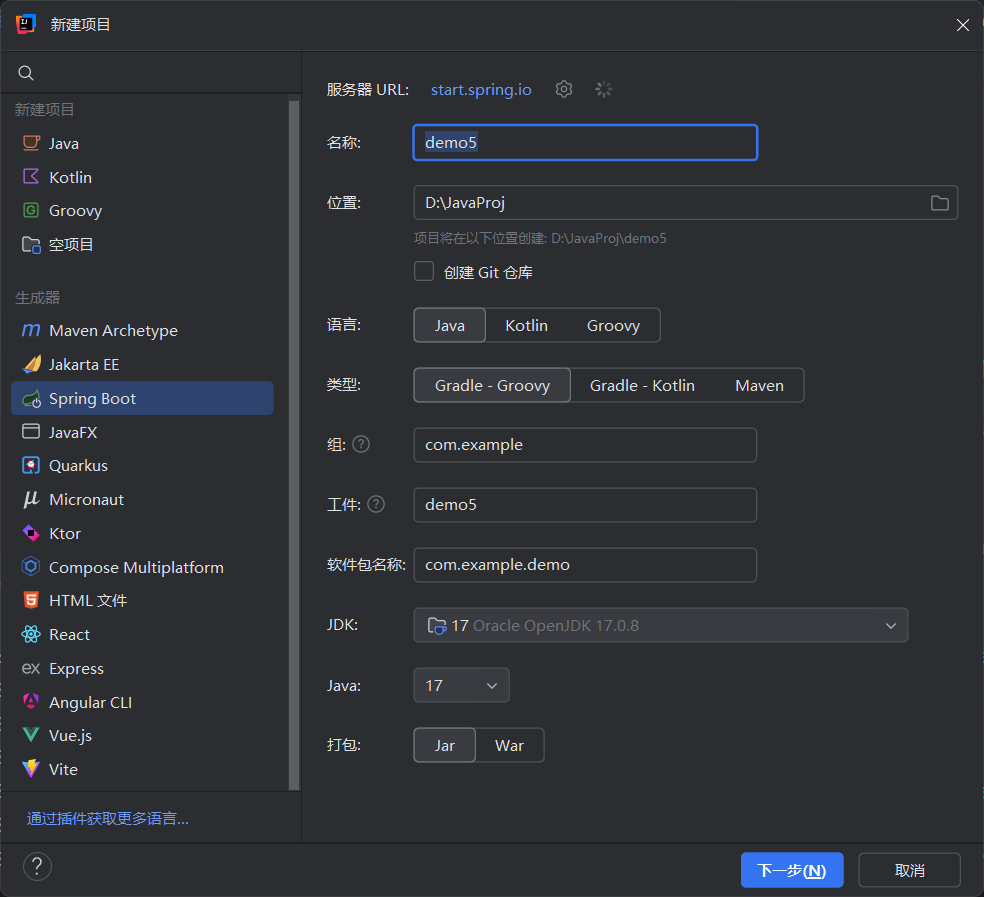 新建项目
新建项目
Java
Kotlin
Groovy
空项目
生成器
Maven Archetype
Jakarta EE
Spring Boot
JavaFX
Quarkus
Micronaut
Ktor
Compose Multiplatform
HTML 文件
React
Express
Angular CLI
Vue.js
Vite
通过插件获取更多语言...
服务器 URL: start.spring.io
名称: demo5
位置: D:\JavaProj
项目将在以下位置创建: D:\JavaProj\demo5
创建 Git 仓库
语言: Java Kotlin Groovy
类型: Gradle - Groovy Gradle - Kotlin Maven
组: ? com.example
工件: ? demo5
软件包名称: com.example.demo
JDK: 17 Oracle OpenJDK 17.0.8
Java: 17
打包: Jar War
? 下一步(N) 取消